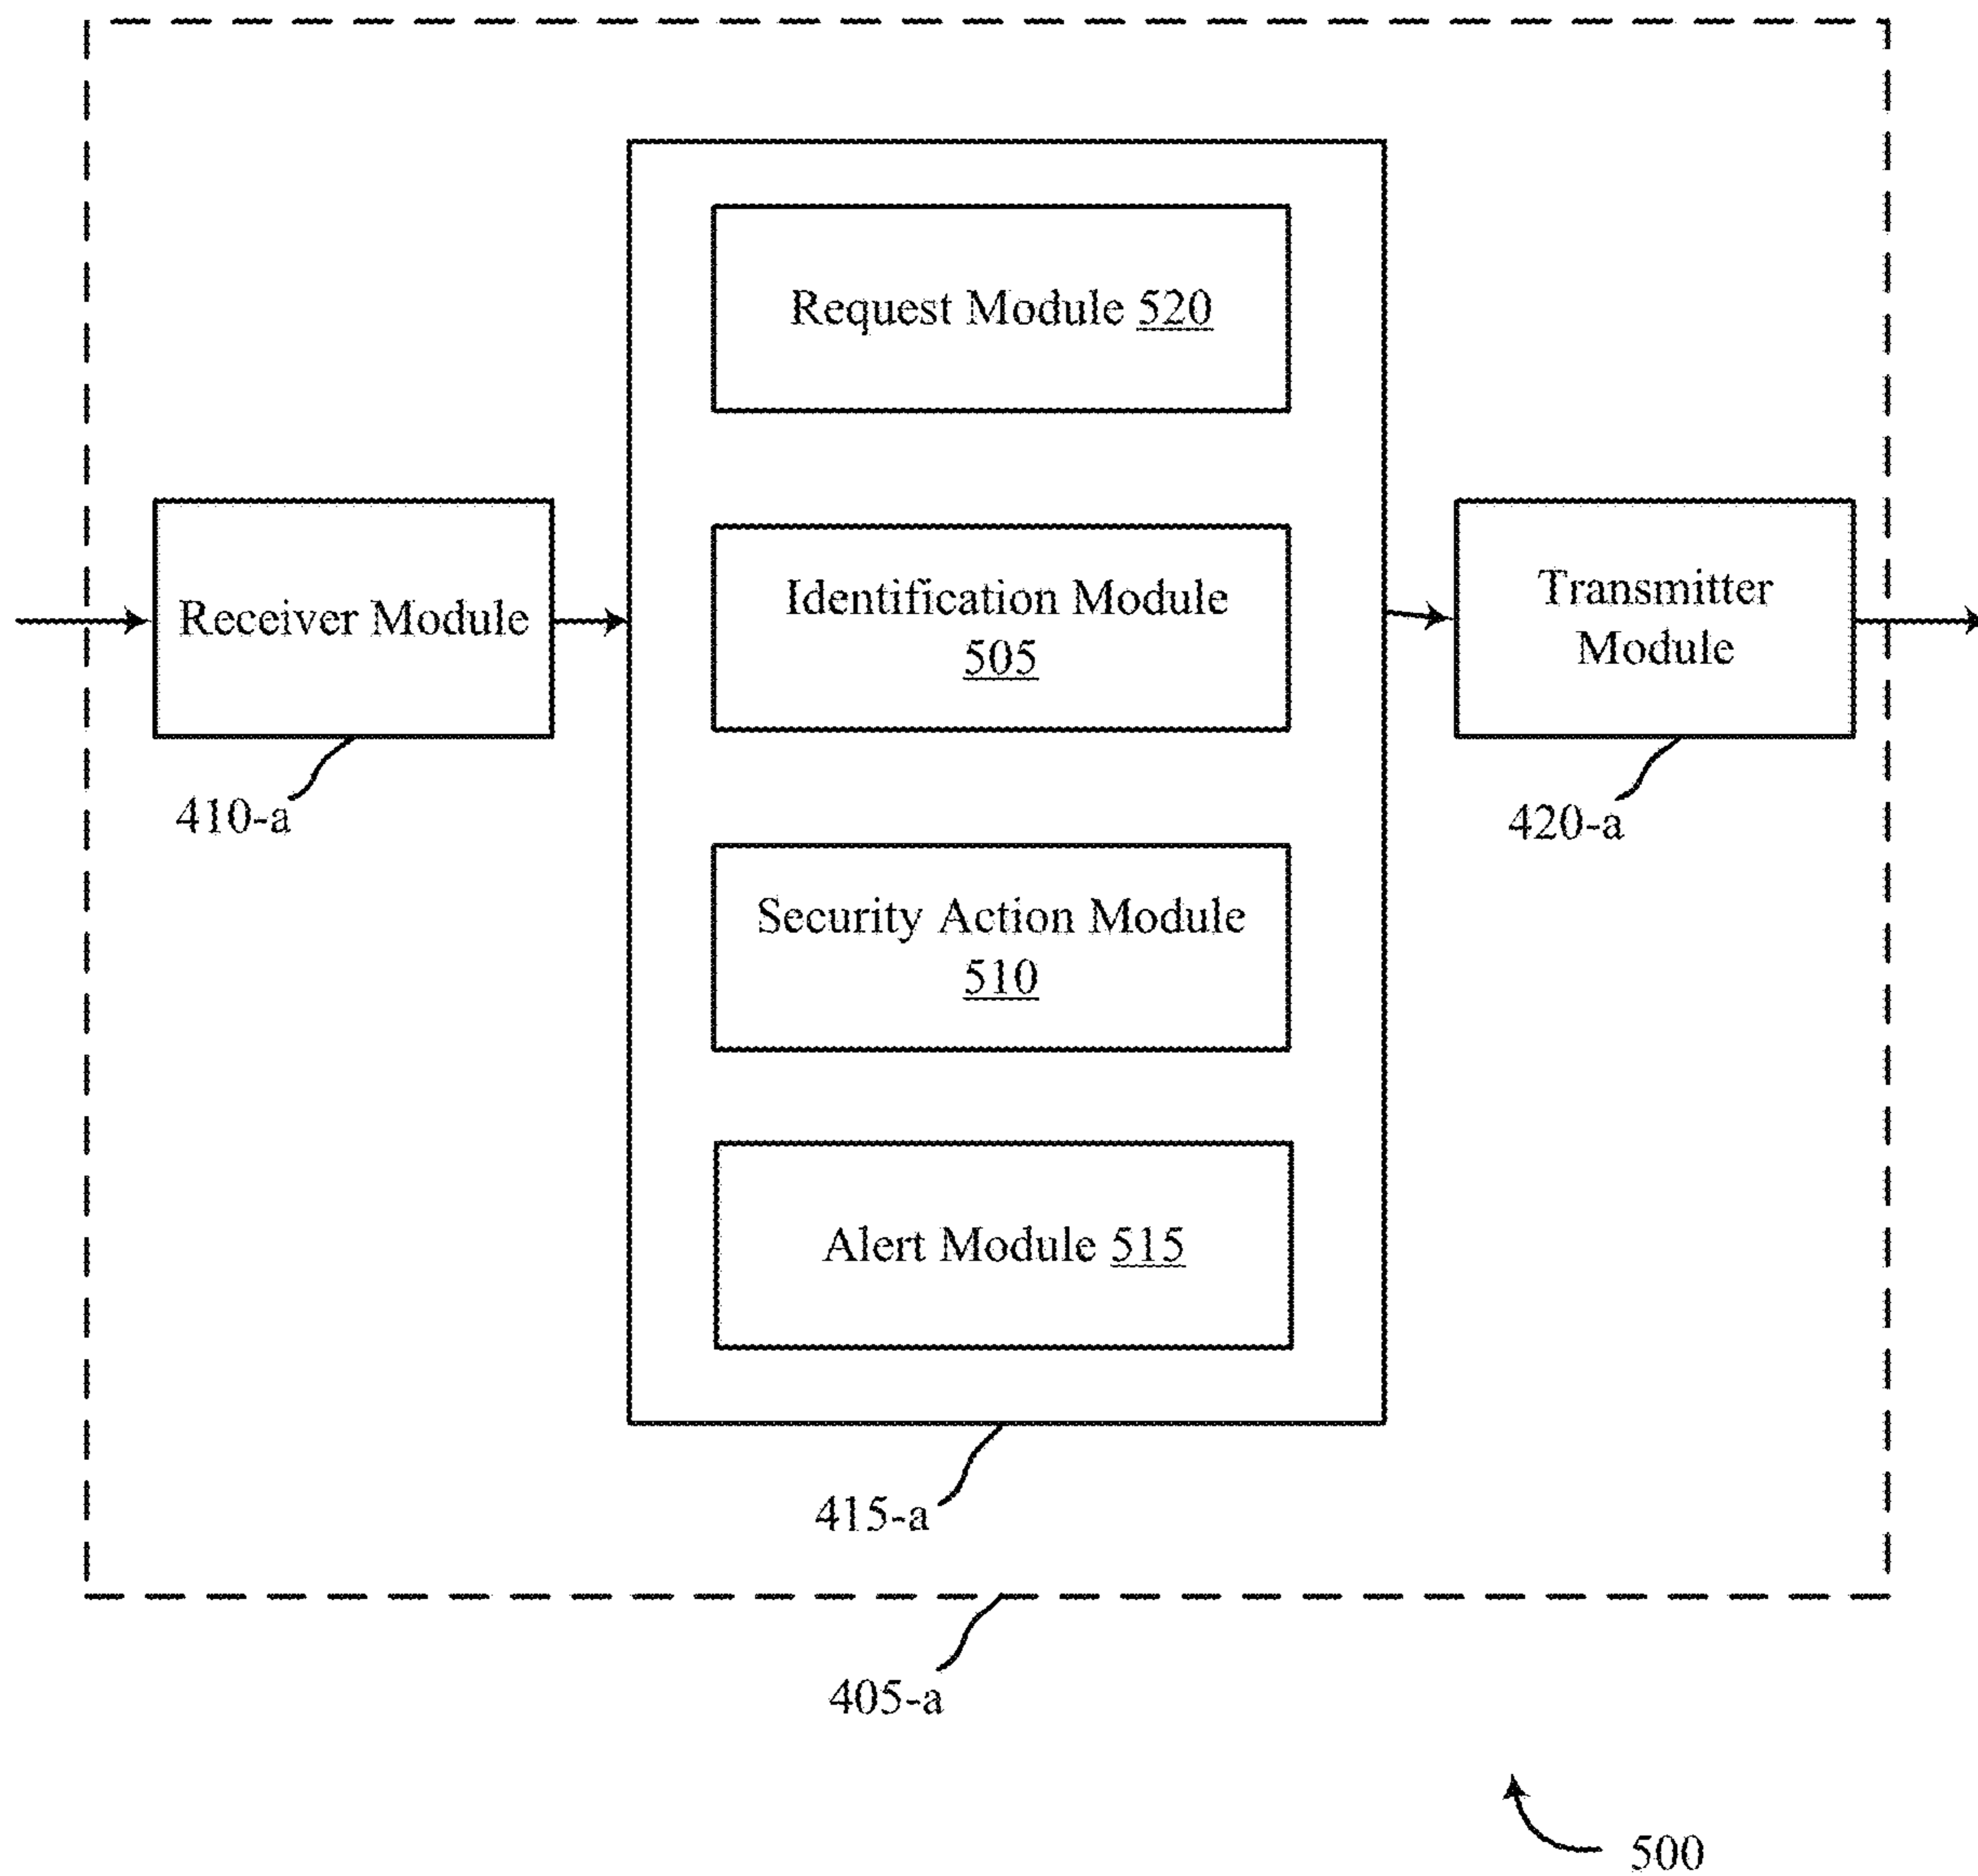 Request Module 520
Receiver Module
Identification Module
505
Transmitter
Module
410-a
420-a
Security Action Module
510
Alert Module 515
415-a
405-a
500